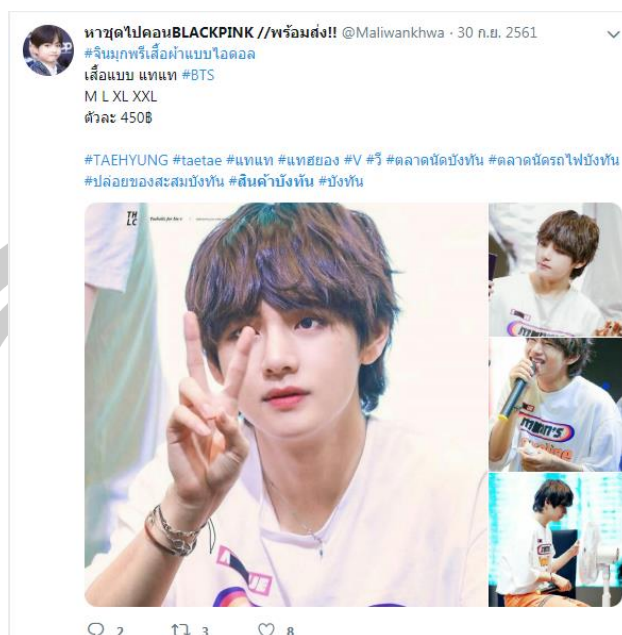 หาชุดไปคอนBLACKPINK //พร้อมส่ง!! @Maliwankhwa · 30 ก.ย. 2561
#จินมุกพรีเสื้อผ้าแบบไอดอล
เสื้อแบบ แทแท #BTS
M L XL XXL
ตัวละ 450฿
#TAEHYUNG #taetae #แทแท #แทฮยอง #V #วี #ตลาดนัดบังทัน #ตลาดนัดรถไฟบังทัน
#ปล่อยของสะสมบังทัน #สินค้าบังทัน #บังทัน
TH
LC
2 3 8